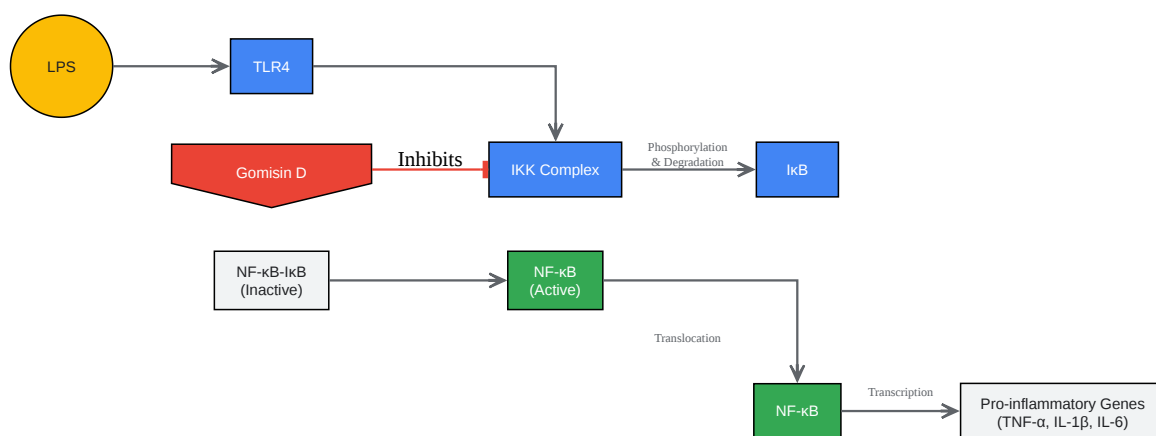 LPS
TLR4
Gomisin D
Inhibits
IKK Complex
Phosphorylation
& Degradation
IκB
NF-κB-IκB
(Inactive)
NF-κB
(Active)
Translocation
NF-κB
Transcription
Pro-inflammatory Genes
(TNF-α, IL-1β, IL-6)